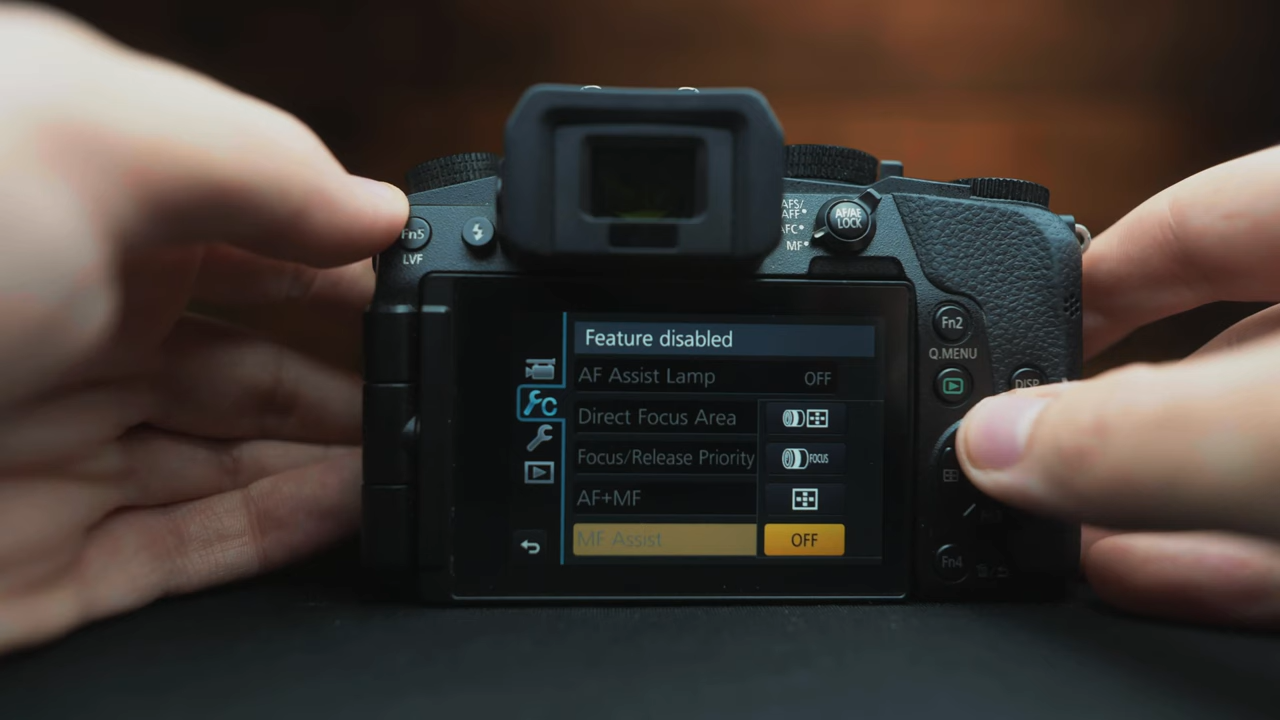 Fn5
LVF
AFS/
AFF
AFC
MF
AF/AE
LOCK
Fn2
Q.MENU
DISP.
Fn4
Feature disabled
AF Assist Lamp OFF
Direct Focus Area
Focus/Release Priority FOCUS
AF+MF
MF Assist OFF
C